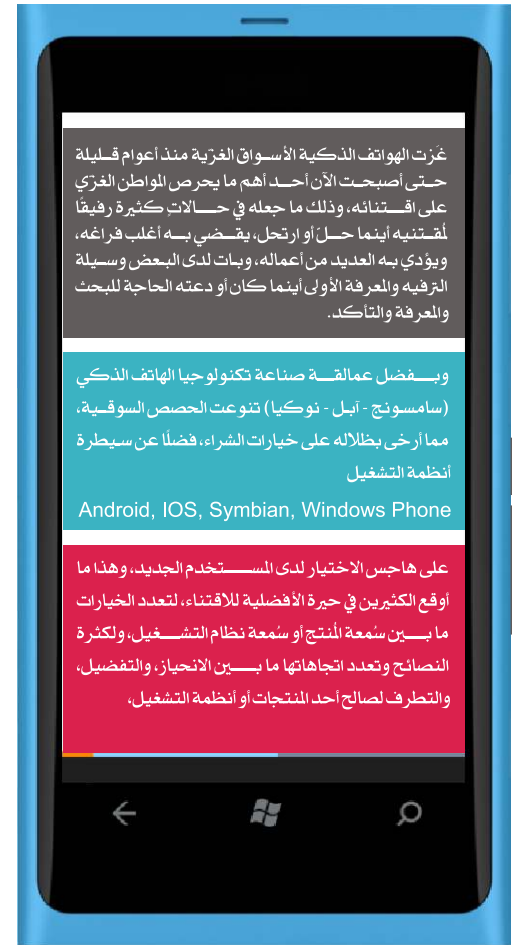 غَزت الهواتف الذكية الأسواق الغزّية منذ أعوام قليلة
حتى أصبحت الآن أحد أهم ما يحرص المواطن الغزّي
على اقتنائه، وذلك ما جعله في حالاتٍ كثيرة رفيقًا
لمُقتنيه أينما حلّ أو ارتحل، يقضي به أغلب فراغه،
ويؤدي به العديد من أعماله، وبات لدى البعض وسيلة
الترفيه والمعرفة الأولى أينما كان أو دعته الحاجة للبحث
والمعرفة والتأكد.
وبفضل عمالقة صناعة تكنولوجيا الهاتف الذكي
(سامسونج - آبل - نوكيا) تنوعت الحصص السوقية،
مما أرخى بظلاله على خيارات الشراء، فضلًا عن سيطرة
أنظمة التشغيل
Android, IOS, Symbian, Windows Phone
على هاجس الاختيار لدى المستخدم الجديد، وهذا ما
أوقع الكثيرين في حيرة الأفضلية للاقتناء، لتعدد الخيارات
ما بين سُمعة المُنتج أو سُمعة نظام التشغيل، ولكثرة
النصائح وتعدد اتجاهاتها ما بين الانحياز، والتفضيل،
والتطرف لصالح أحد المنتجات أو أنظمة التشغيل،